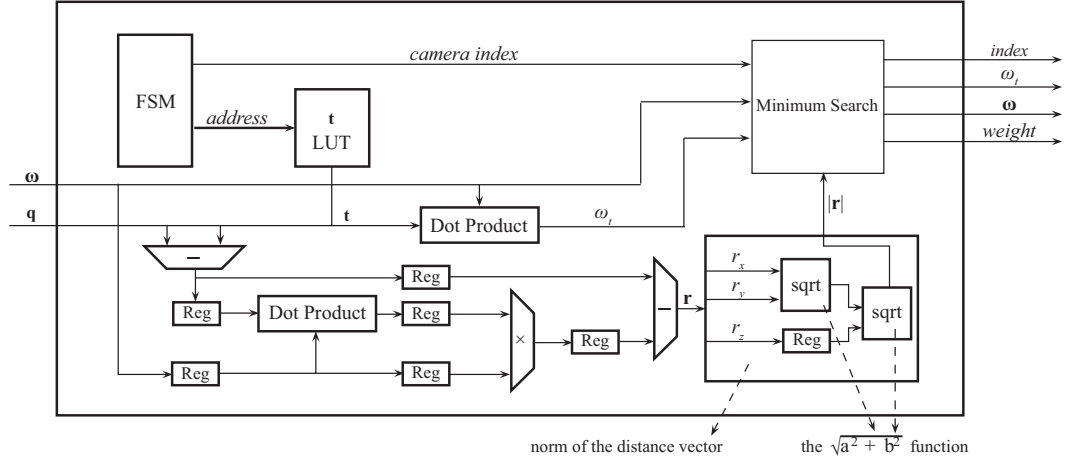 camera index
index
FSM
ω_t
t
LUT
address
Minimum Search
ω
weight
ω
q
t
Dot Product
ω_t
|r|
−
Reg
Reg
Dot Product
Reg
×
Reg
−
r
r_x
r_y
sqrt
sqrt
r_z
Reg
Reg
Reg
norm of the distance vector
the √a² + b² function